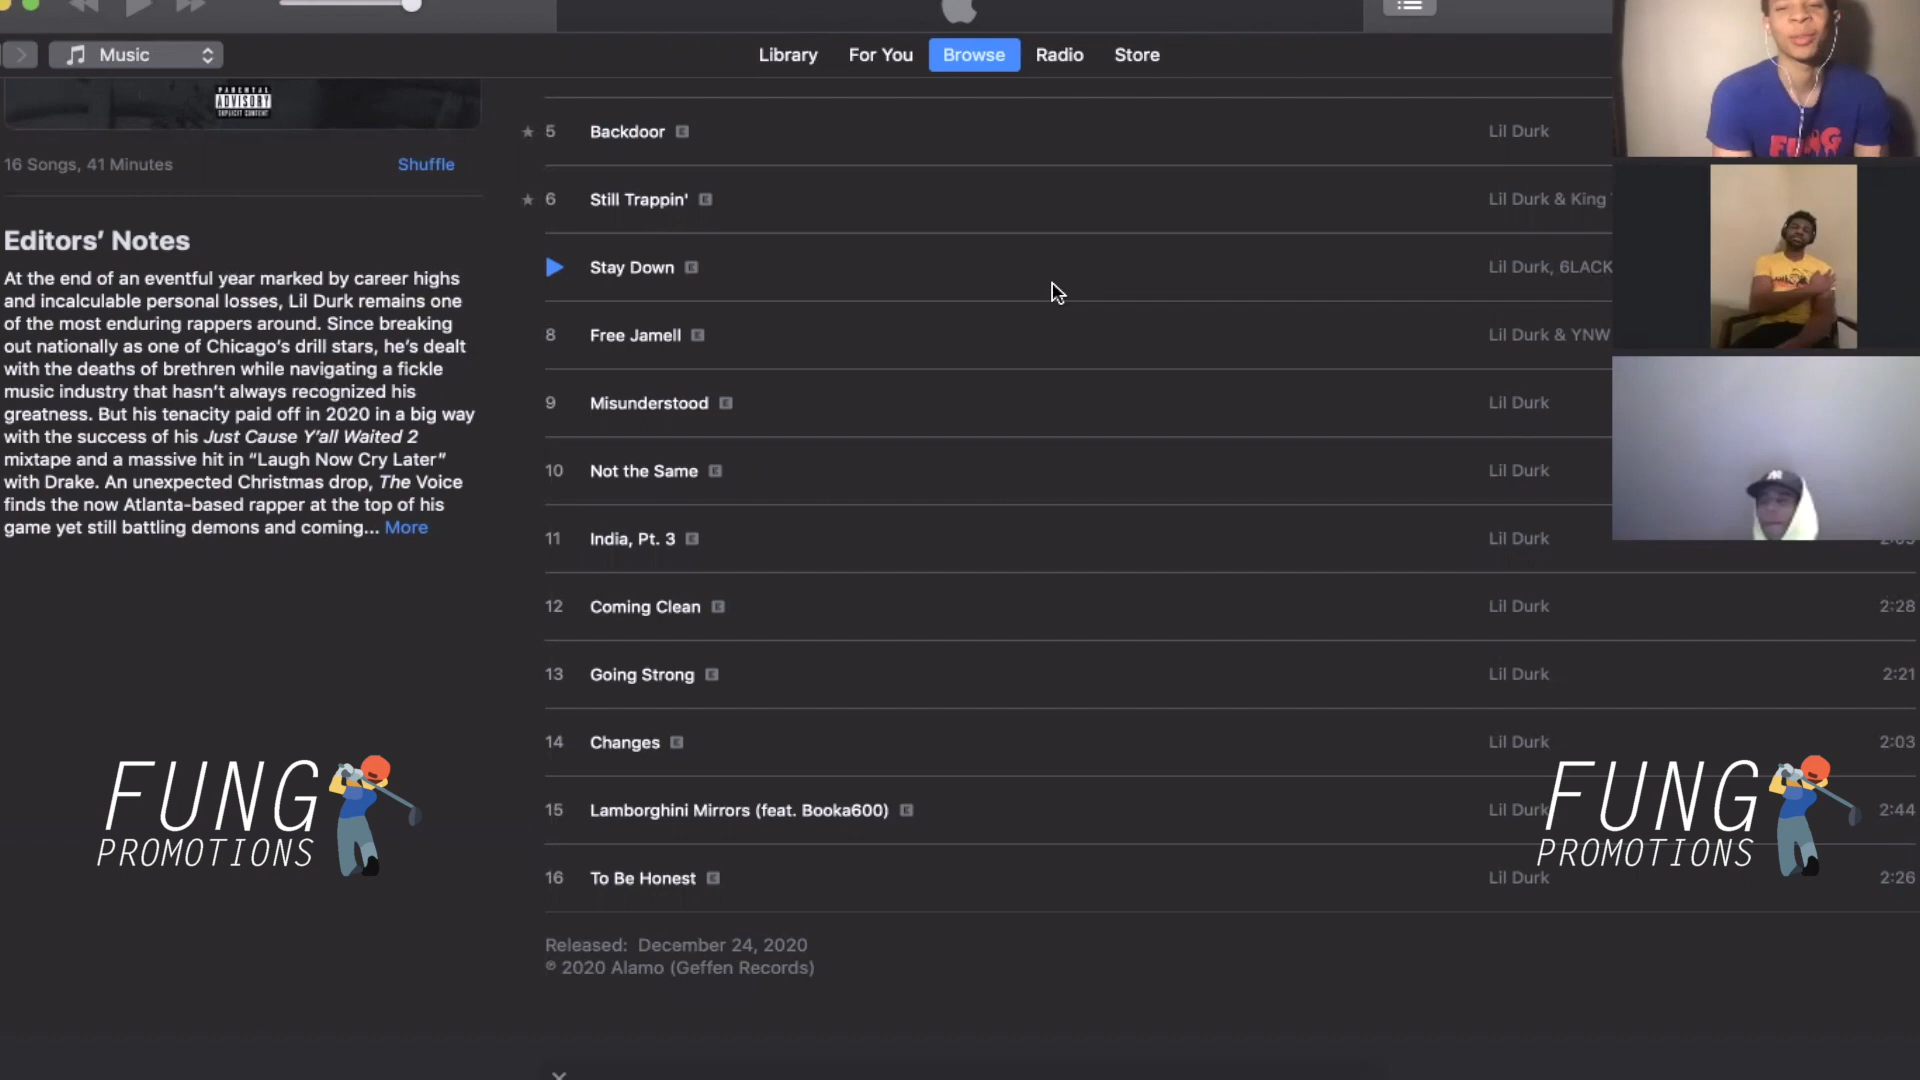 Music
Library
For You
Browse
Radio
Store
PARENTAL
ADVISORY
EXPLICIT CONTENT
16 Songs, 41 Minutes
Shuffle
Editors’ Notes
At the end of an eventful year marked by career highs
and incalculable personal losses, Lil Durk remains one
of the most enduring rappers around. Since breaking
out nationally as one of Chicago’s drill stars, he’s dealt
with the deaths of brethren while navigating a fickle
music industry that hasn’t always recognized his
greatness. But his tenacity paid off in 2020 in a big way
with the success of his Just Cause Y’all Waited 2
mixtape and a massive hit in “Laugh Now Cry Later”
with Drake. An unexpected Christmas drop, The Voice
finds the now Atlanta-based rapper at the top of his
game yet still battling demons and coming... More
★ 5 Backdoor E Lil Durk
★ 6 Still Trappin' E Lil Durk & King
Stay Down E Lil Durk, 6LACK
8 Free Jamell E Lil Durk & YNW
9 Misunderstood E Lil Durk
10 Not the Same E Lil Durk
11 India, Pt. 3 E Lil Durk
12 Coming Clean E Lil Durk 2:28
13 Going Strong E Lil Durk 2:21
14 Changes E Lil Durk 2:03
15 Lamborghini Mirrors (feat. Booka600) E Lil Durk 2:44
16 To Be Honest E Lil Durk 2:26
Released: December 24, 2020
℗ 2020 Alamo (Geffen Records)
FUNG
PROMOTIONS
FUNG
PROMOTIONS
FUNG